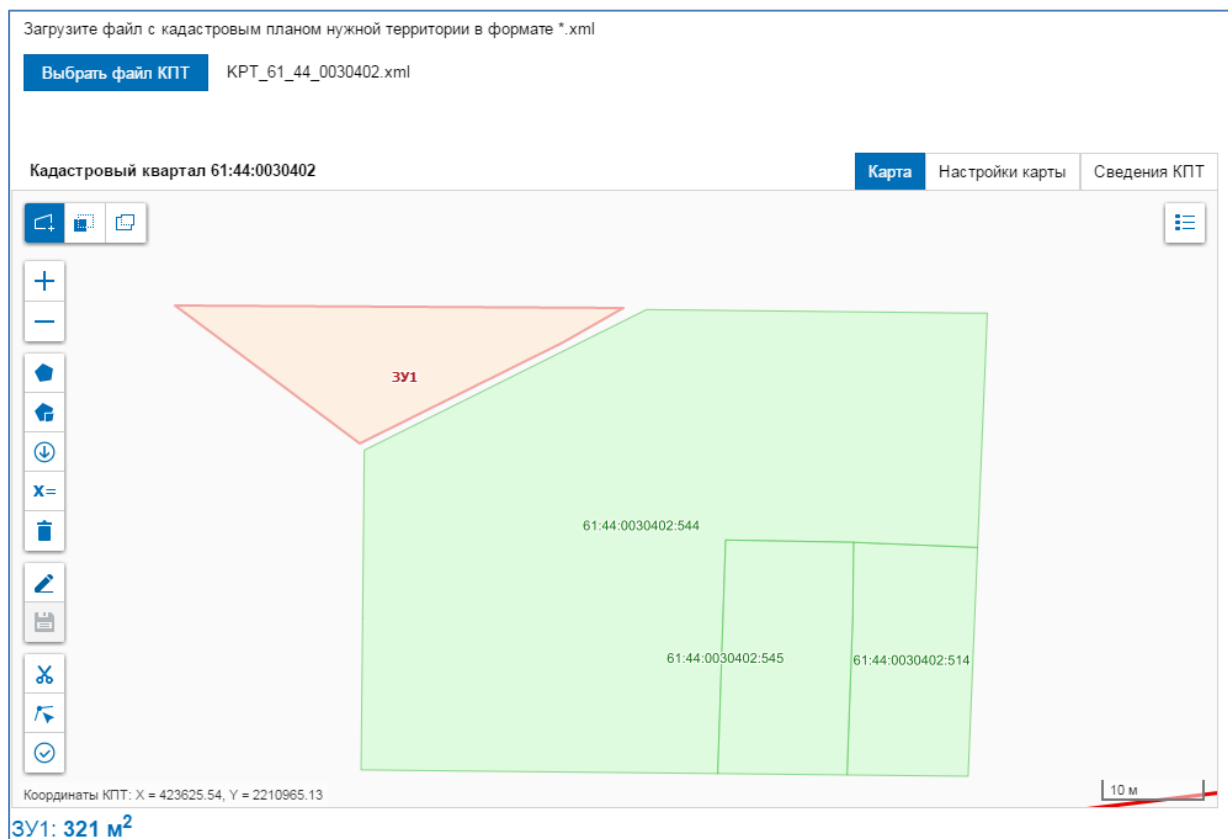 Загрузите файл с кадастровым планом нужной территории в формате *.xml
Выбрать файл КПТ KPT_61_44_0030402.xml
Кадастровый квартал 61:44:0030402 Карта Настройки карты Сведения КПТ
ЗУ1
61:44:0030402:544
x=
61:44:0030402:545 61:44:0030402:514
Координаты КПТ: X = 423625.54, Y = 2210965.13 10 м
ЗУ1: 321 м²